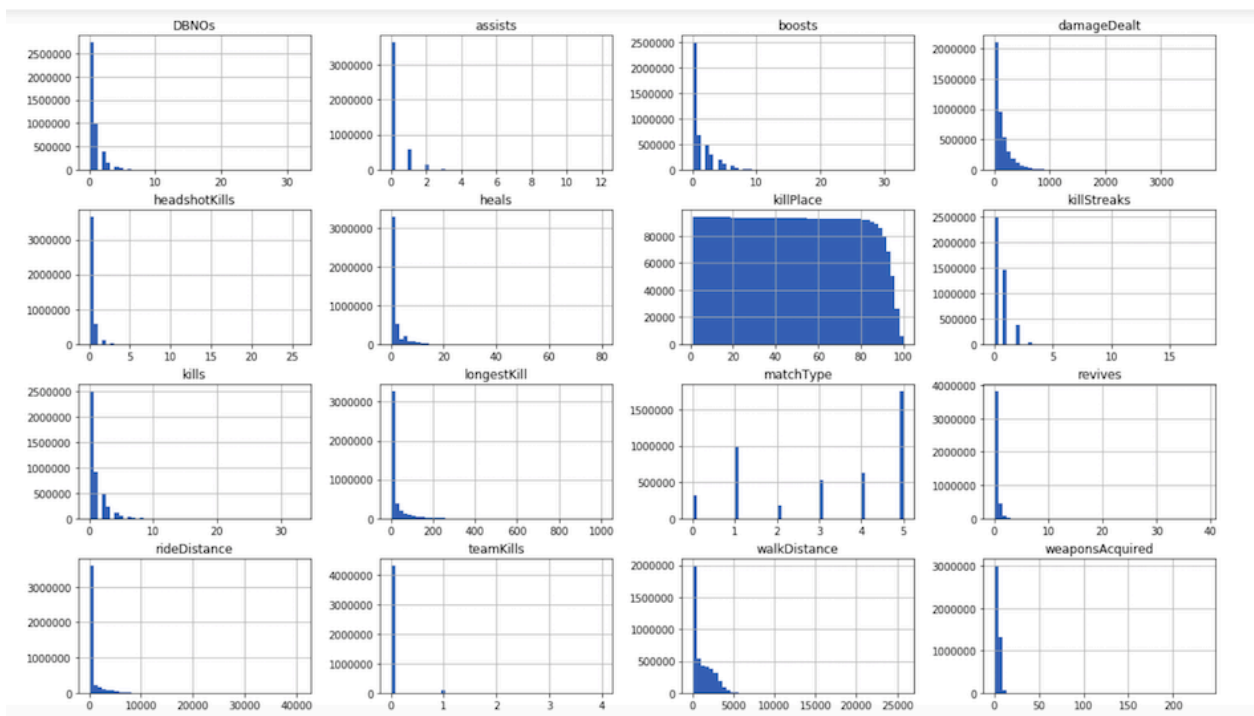 DBNOs
2500000
2000000
1500000
1000000
500000
0
0 10 20 30
assists
3000000
2000000
1000000
0
0 2 4 6 8 10 12
boosts
2500000
2000000
1500000
1000000
500000
0
0 10 20 30
damageDealt
2000000
1500000
1000000
500000
0
0 1000 2000 3000
headshotKills
3000000
2000000
1000000
0
0 5 10 15 20 25
heals
3000000
2000000
1000000
0
0 20 40 60 80
killPlace
80000
60000
40000
20000
0
0 20 40 60 80 100
killStreaks
2500000
2000000
1500000
1000000
500000
0
0 5 10 15
kills
2500000
2000000
1500000
1000000
500000
0
0 10 20 30
longestKill
3000000
2000000
1000000
0
0 200 400 600 800 1000
matchType
1500000
1000000
500000
0
0 1 2 3 4 5
revives
4000000
3000000
2000000
1000000
0
0 10 20 30 40
rideDistance
3000000
2000000
1000000
0
0 10000 20000 30000 40000
teamKills
4000000
3000000
2000000
1000000
0
0 1 2 3 4
walkDistance
2000000
1500000
1000000
500000
0
0 5000 10000 15000 20000 25000
weaponsAcquired
3000000
2000000
1000000
0
0 50 100 150 200